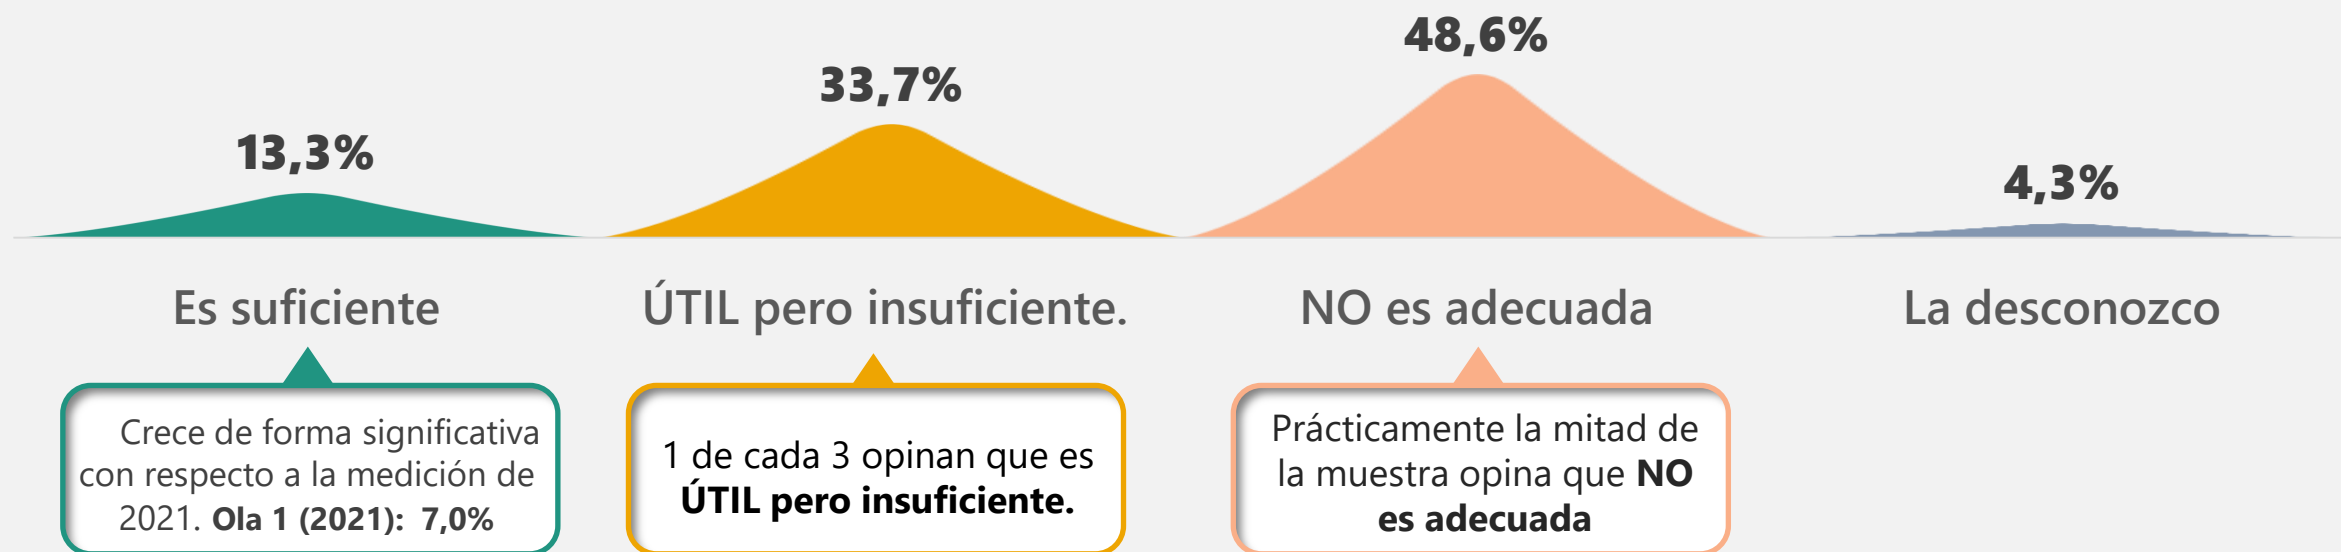 13,3%
33,7%
48,6%
4,3%
Es suficiente
ÚTIL pero insuficiente.
NO es adecuada
La desconozco
Crece de forma significativa
con respecto a la medición de
2021. Ola 1 (2021): 7,0%
1 de cada 3 opinan que es
ÚTIL pero insuficiente.
Prácticamente la mitad de
la muestra opina que NO
es adecuada